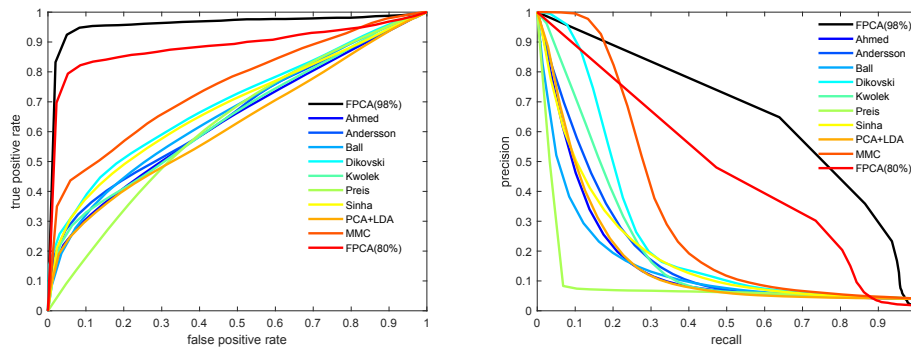 1
0.9
0.8
0.7
0.6
0.5
0.4
0.3
0.2
0.1
0
true positive rate
0 0.1 0.2 0.3 0.4 0.5 0.6 0.7 0.8 0.9 1
false positive rate
FPCA(98%)
Ahmed
Andersson
Ball
Dikovski
Kwolek
Preis
Sinha
PCA+LDA
MMC
FPCA(80%)
1
0.9
0.8
0.7
0.6
0.5
0.4
0.3
0.2
0.1
0
precision
0 0.1 0.2 0.3 0.4 0.5 0.6 0.7 0.8 0.9
recall
FPCA(98%)
Ahmed
Andersson
Ball
Dikovski
Kwolek
Preis
Sinha
PCA+LDA
MMC
FPCA(80%)